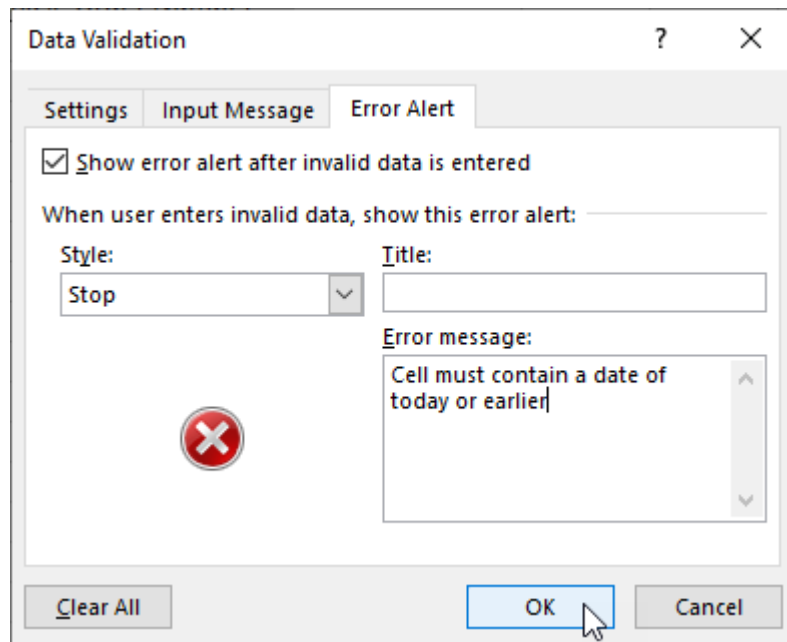 Data Validation
?
Settings
Input Message
Error Alert
Show error alert after invalid data is entered
When user enters invalid data, show this error alert:
Style:
Title:
Stop
Error message:
Cell must contain a date of
today or earlier
Clear All
OK
Cancel